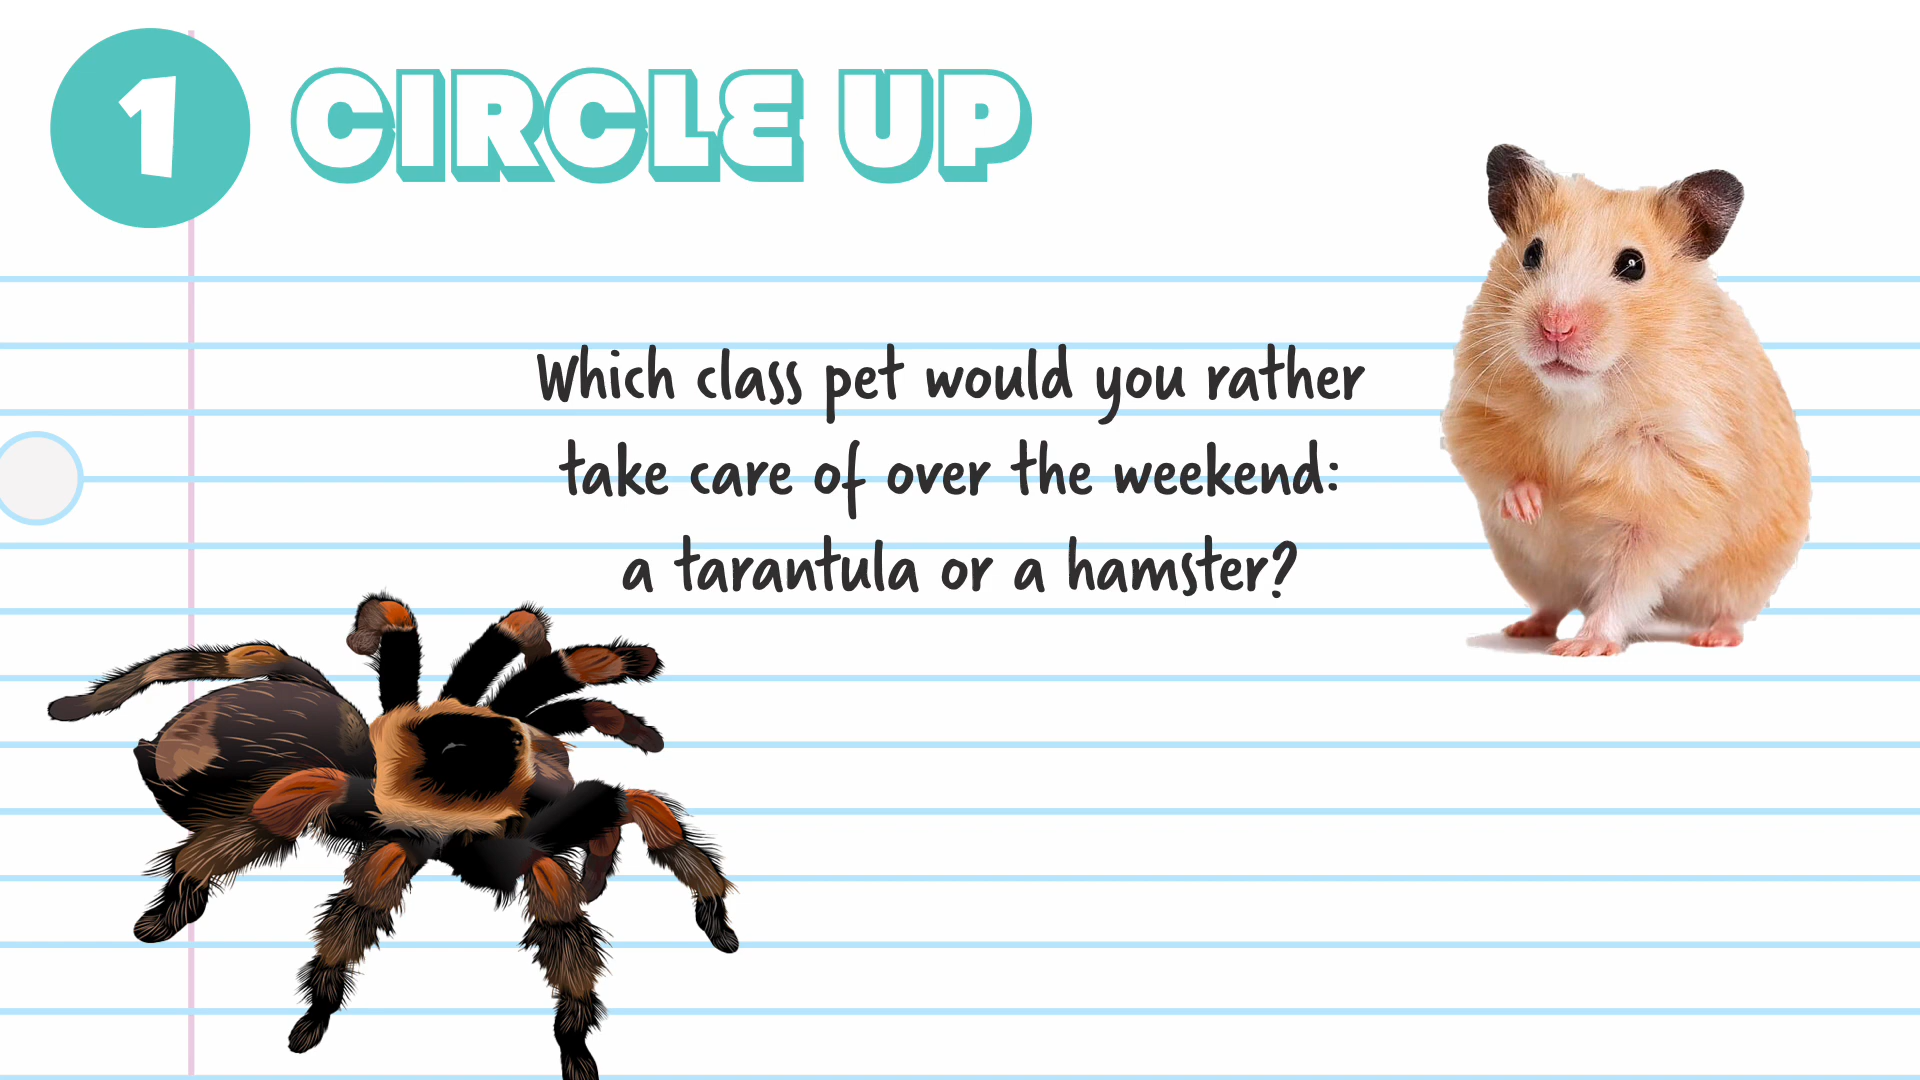 1 CIRCLE UP
Which class pet would you rather
take care of over the weekend:
a tarantula or a hamster?